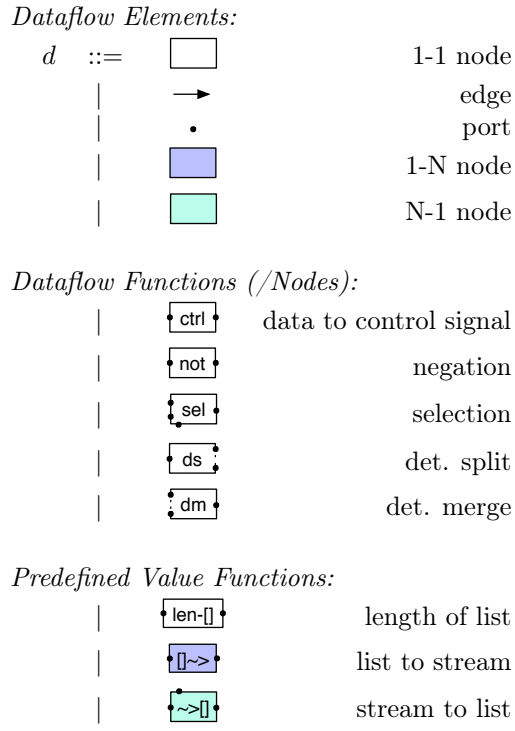 Dataflow Elements:
d ::= 1-1 node
| edge
| port
| 1-N node
| N-1 node
Dataflow Functions (/Nodes):
| ctrl data to control signal
| not negation
| sel selection
| ds det. split
| dm det. merge
Predefined Value Functions:
| len-[] length of list
| []~> list to stream
| ~>[] stream to list